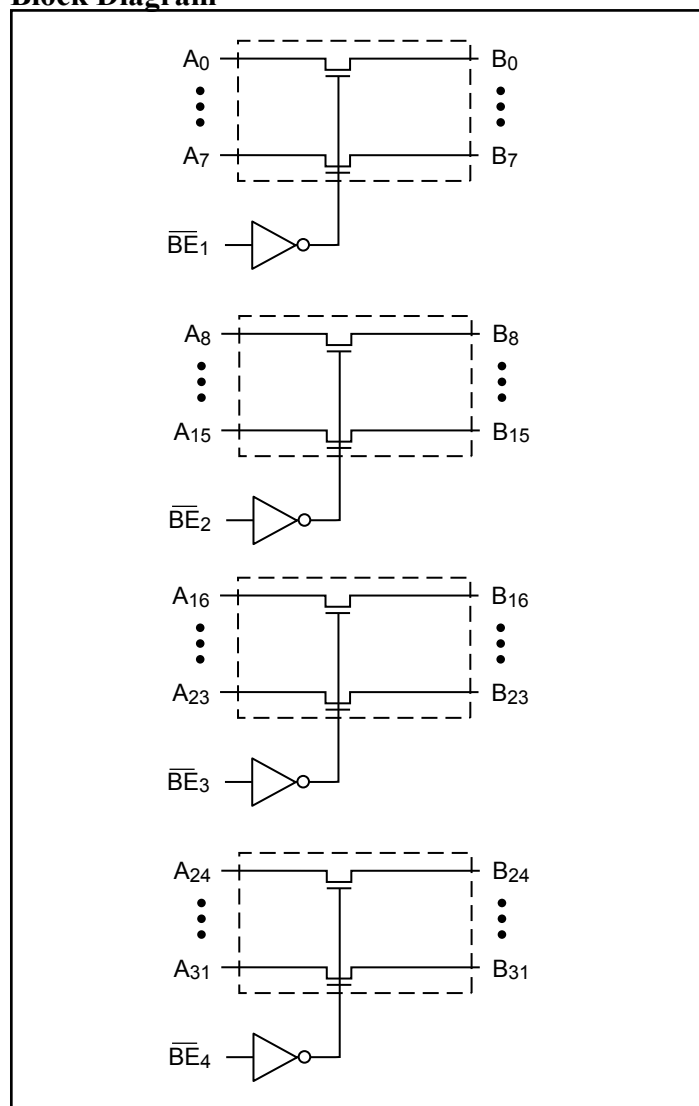 Block Diagram
A0 B0
A7 B7
BE1
A8 B8
A15 B15
BE2
A16 B16
A23 B23
BE3
A24 B24
A31 B31
BE4